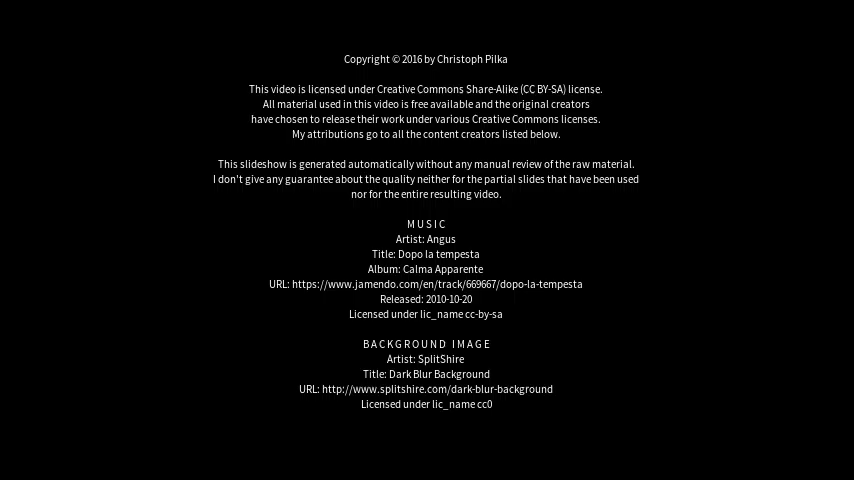 Copyright © 2016 by Christoph Pilka
This video is licensed under Creative Commons Share-Alike (CC BY-SA) license.
All material used in this video is free available and the original creators
have chosen to release their work under various Creative Commons licenses.
My attributions go to all the content creators listed below.
This slideshow is generated automatically without any manual review of the raw material.
I don't give any guarantee about the quality neither for the partial slides that have been used
nor for the entire resulting video.
MUSIC
Artist: Angus
Title: Dopo la tempesta
Album: Calma Apparente
URL: https://www.jamendo.com/en/track/669667/dopo-la-tempesta
Released: 2010-10-20
Licensed under lic_name cc-by-sa
BACKGROUND IMAGE
Artist: SplitShire
Title: Dark Blur Background
URL: http://www.splitshire.com/dark-blur-background
Licensed under lic_name cc0